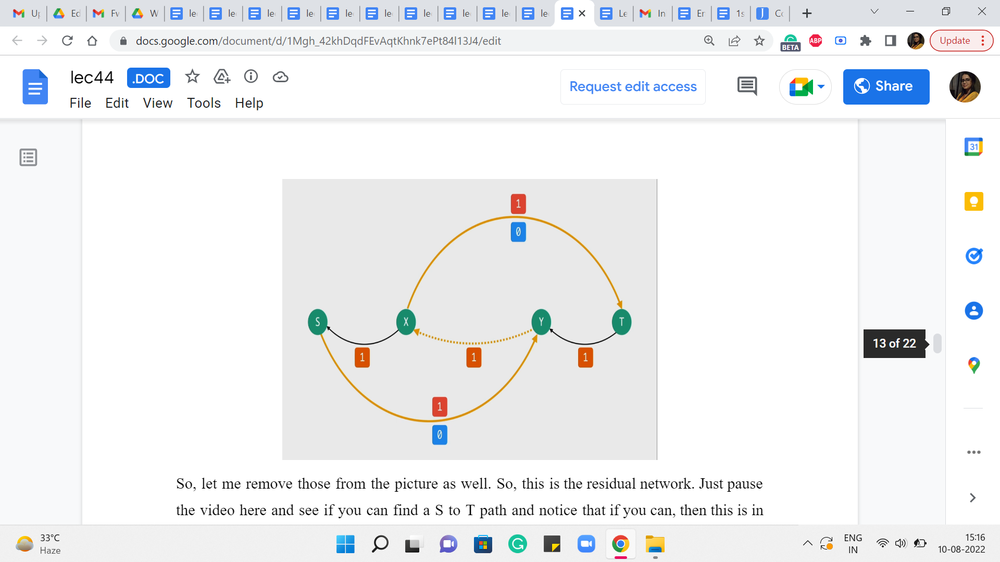 Up
Ed
Fw
W
le
le
le
le
le
le
le
le
le
le
Le
In
Er
1s
Cc
docs.google.com/document/d/1Mgh_42khDqdFEvAqtKhnk7ePt84l13J4/edit
BETA
ABP
Update
lec44
.DOC
Request edit access
Share
File Edit View Tools Help
31
1
0
S
X
Y
T
1
1
1
1
0
13 of 22
So, let me remove those from the picture as well. So, this is the residual network. Just pause
the video here and see if you can find a S to T path and notice that if you can, then this is in
33°C
Haze
ENG
IN
15:16
10-08-2022